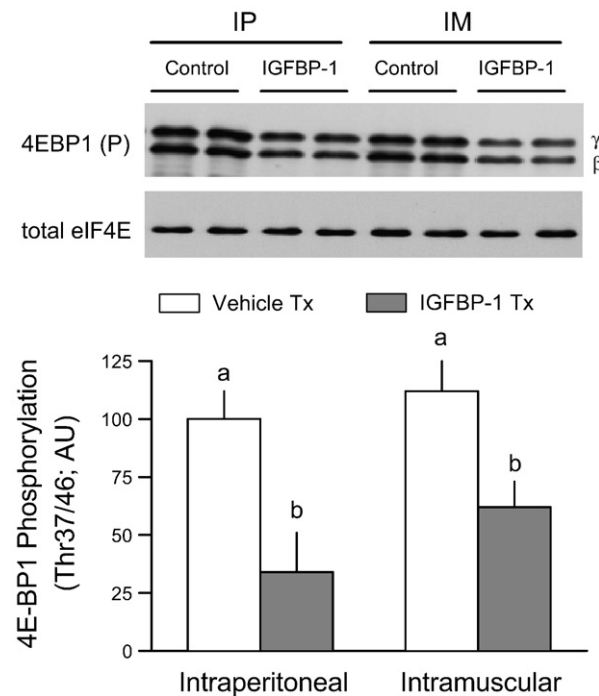 IP IM
Control IGFBP-1 Control IGFBP-1
4EBP1 (P)
γ
β
total eIF4E
Vehicle Tx IGFBP-1 Tx
4E-BP1 Phosphorylation
(Thr37/46; AU)
125
100
75
50
25
0
a
b
a
b
Intraperitoneal Intramuscular